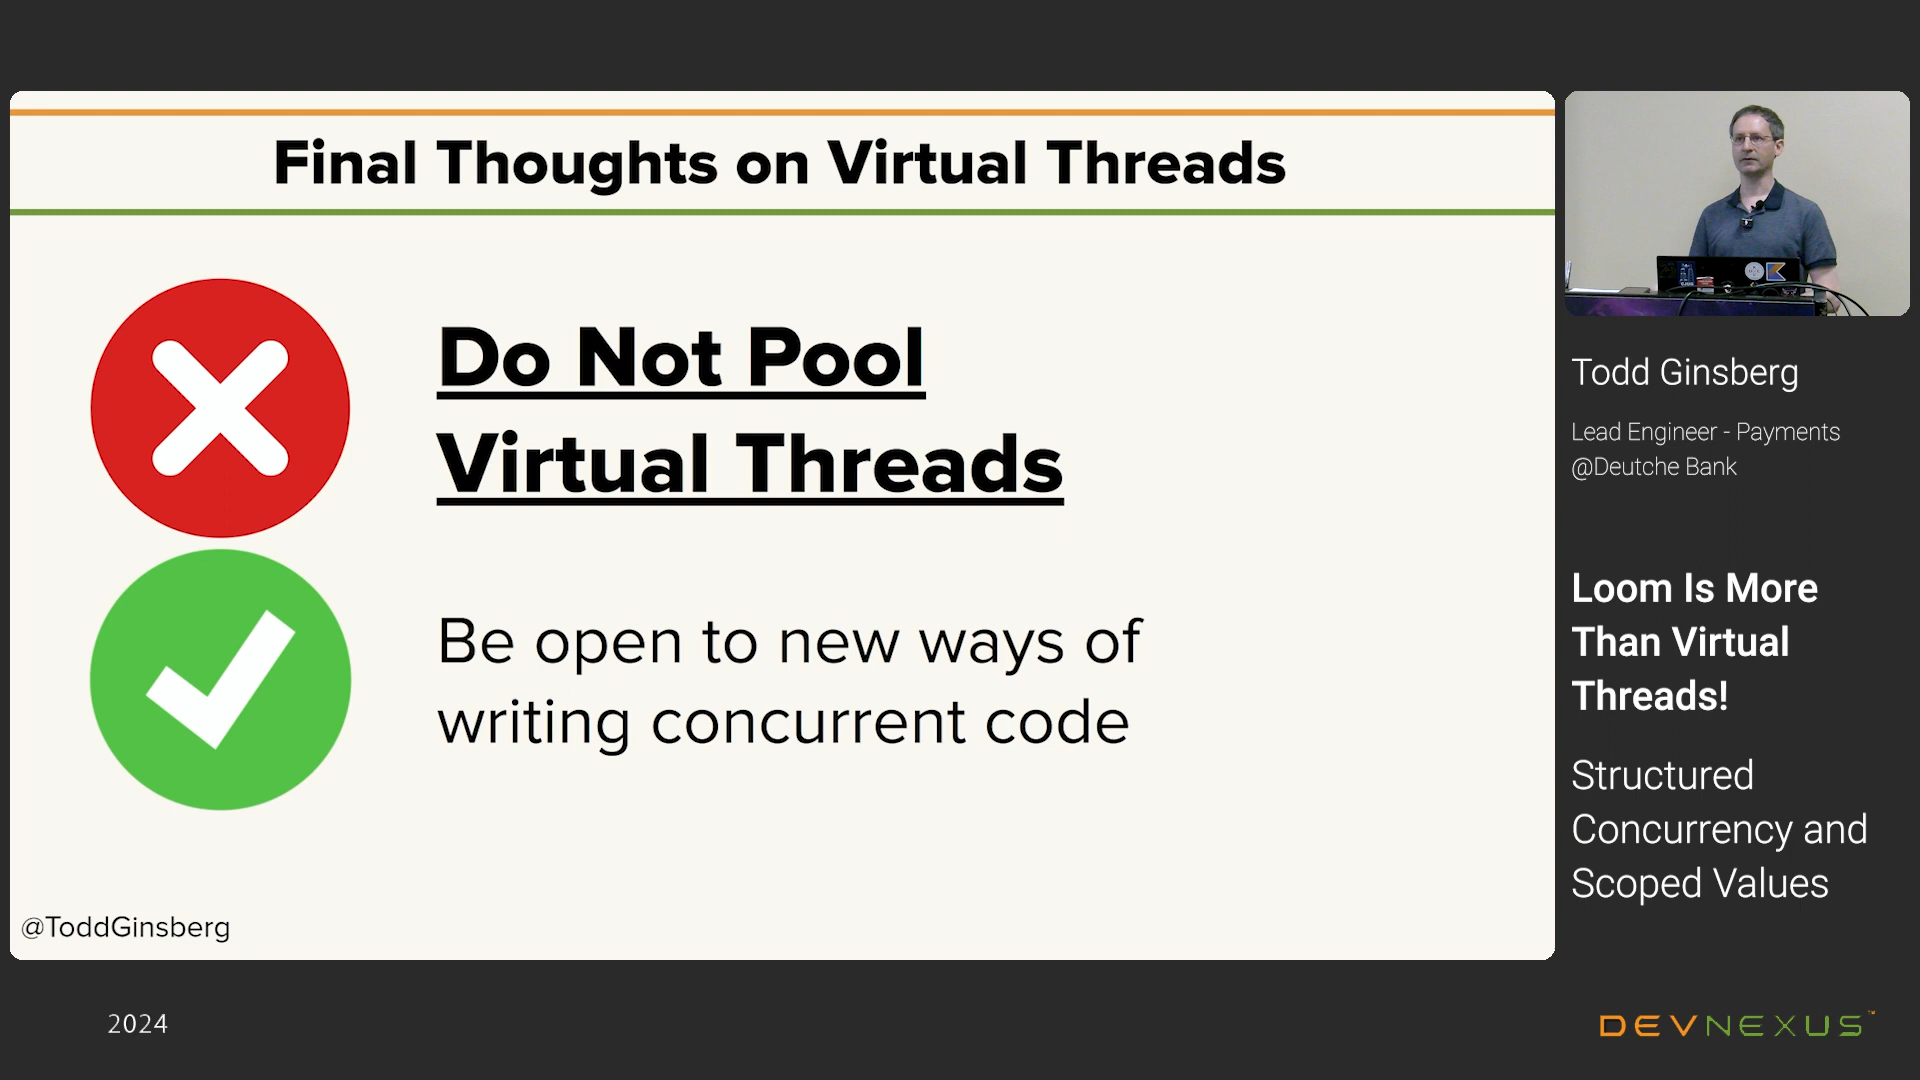 Final Thoughts on Virtual Threads
Do Not Pool
Virtual Threads
Be open to new ways of
writing concurrent code
@ToddGinsberg
Todd Ginsberg
Lead Engineer - Payments
@Deutche Bank
Loom Is More
Than Virtual
Threads!
Structured
Concurrency and
Scoped Values
2024
DEVNEXUS™